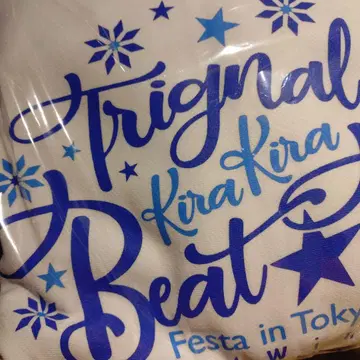 Trignal
Kira Kira
Beat
Festa in Toky
w